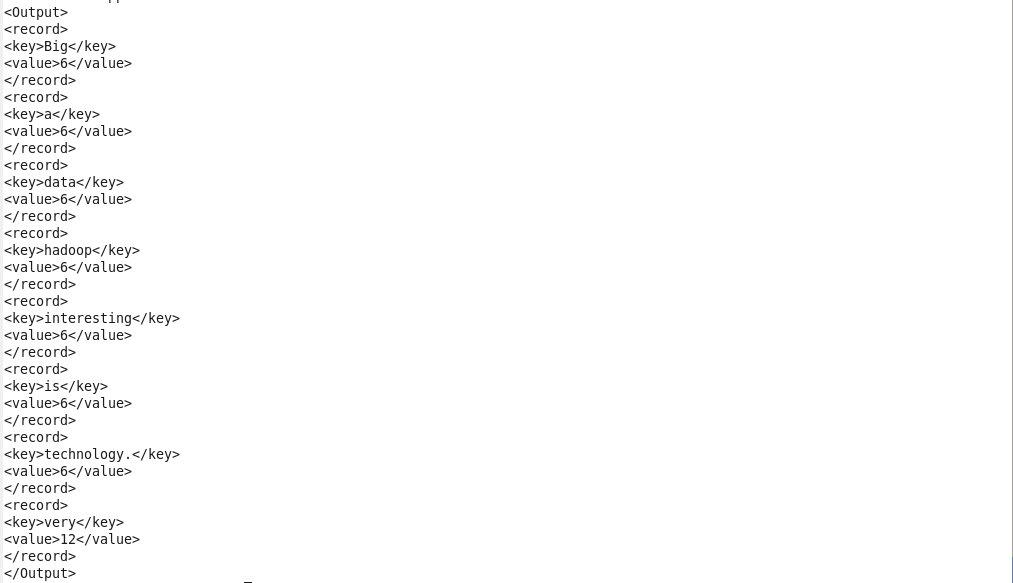 <Output>
<record>
<key>Big</key>
<value>6</value>
</record>
<record>
<key>a</key>
<value>6</value>
</record>
<record>
<key>data</key>
<value>6</value>
</record>
<record>
<key>hadoop</key>
<value>6</value>
</record>
<record>
<key>interesting</key>
<value>6</value>
</record>
<record>
<key>is</key>
<value>6</value>
</record>
<record>
<key>technology.</key>
<value>6</value>
</record>
<record>
<key>very</key>
<value>12</value>
</record>
</Output>